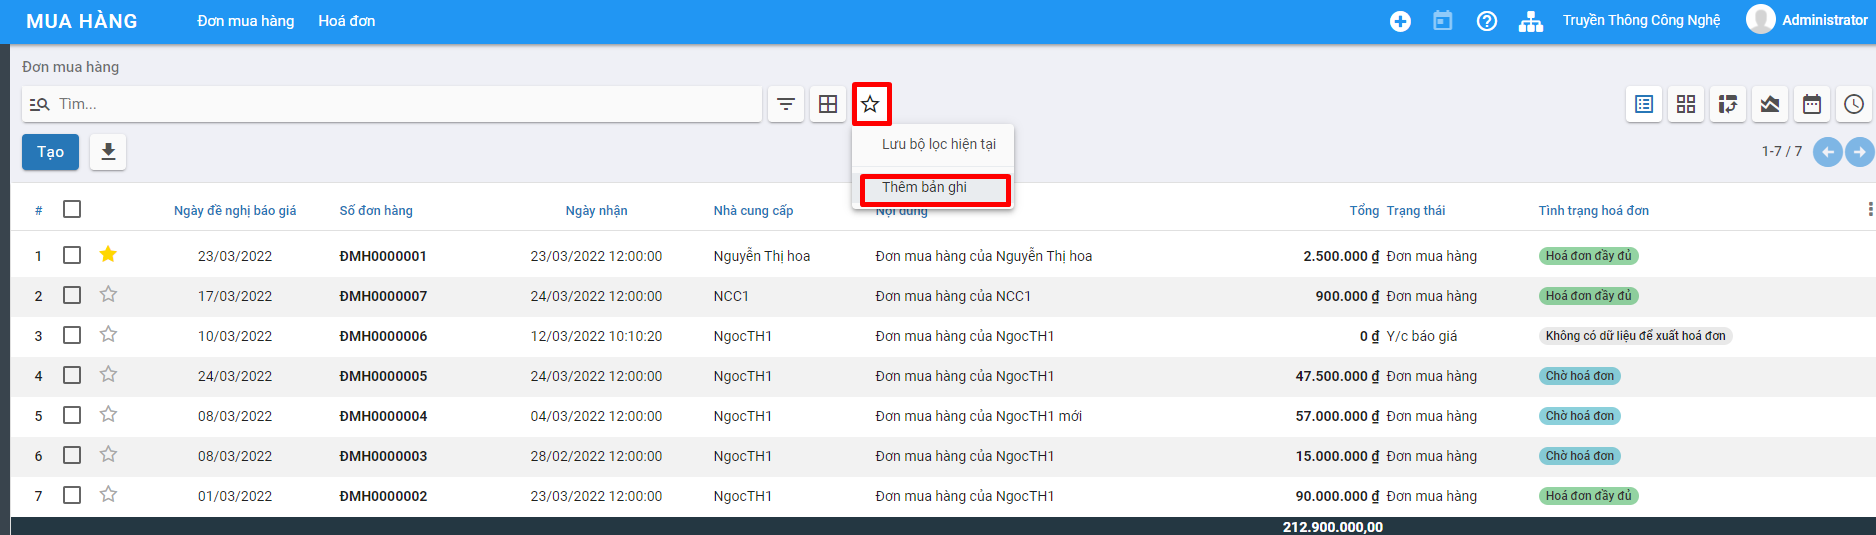 MUA HÀNG Đơn mua hàng Hoá đơn Truyền Thông Công Nghệ Administrator
Đơn mua hàng
Tìm...
Lưu bộ lọc hiện tại
Tạo 1-7 / 7
Thêm bản ghi
# Ngày đề nghị báo giá Số đơn hàng Ngày nhận Nhà cung cấp Nội dung Tổng Trạng thái Tình trạng hoá đơn
1 23/03/2022 ĐMH0000001 23/03/2022 12:00:00 Nguyễn Thị hoa Đơn mua hàng của Nguyễn Thị hoa 2.500.000 ₫ Đơn mua hàng Hoá đơn đầy đủ
2 17/03/2022 ĐMH0000007 24/03/2022 12:00:00 NCC1 Đơn mua hàng của NCC1 900.000 ₫ Đơn mua hàng Hoá đơn đầy đủ
3 10/03/2022 ĐMH0000006 12/03/2022 10:10:20 NgocTH1 Đơn mua hàng của NgocTH1 0 ₫ Y/c báo giá Không có dữ liệu để xuất hoá đơn
4 24/03/2022 ĐMH0000005 24/03/2022 12:00:00 NgocTH1 Đơn mua hàng của NgocTH1 47.500.000 ₫ Đơn mua hàng Chờ hoá đơn
5 08/03/2022 ĐMH0000004 04/03/2022 12:00:00 NgocTH1 Đơn mua hàng của NgocTH1 mới 57.000.000 ₫ Đơn mua hàng Chờ hoá đơn
6 08/03/2022 ĐMH0000003 28/02/2022 12:00:00 NgocTH1 Đơn mua hàng của NgocTH1 15.000.000 ₫ Đơn mua hàng Chờ hoá đơn
7 01/03/2022 ĐMH0000002 23/03/2022 12:00:00 NgocTH1 Đơn mua hàng của NgocTH1 90.000.000 ₫ Đơn mua hàng Hoá đơn đầy đủ
212.900.000,00